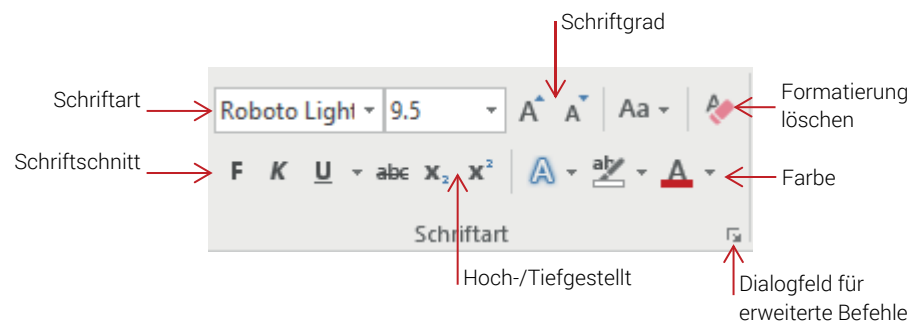 Schriftgrad
Schriftart
Roboto Light
9.5
A A
Aa
A
Formatierung
löschen
Schriftschnitt
F K U abc x₂ x²
A
ab
A
Farbe
Schriftart
Hoch-/Tiefgestellt
Dialogfeld für
erweiterte Befehle